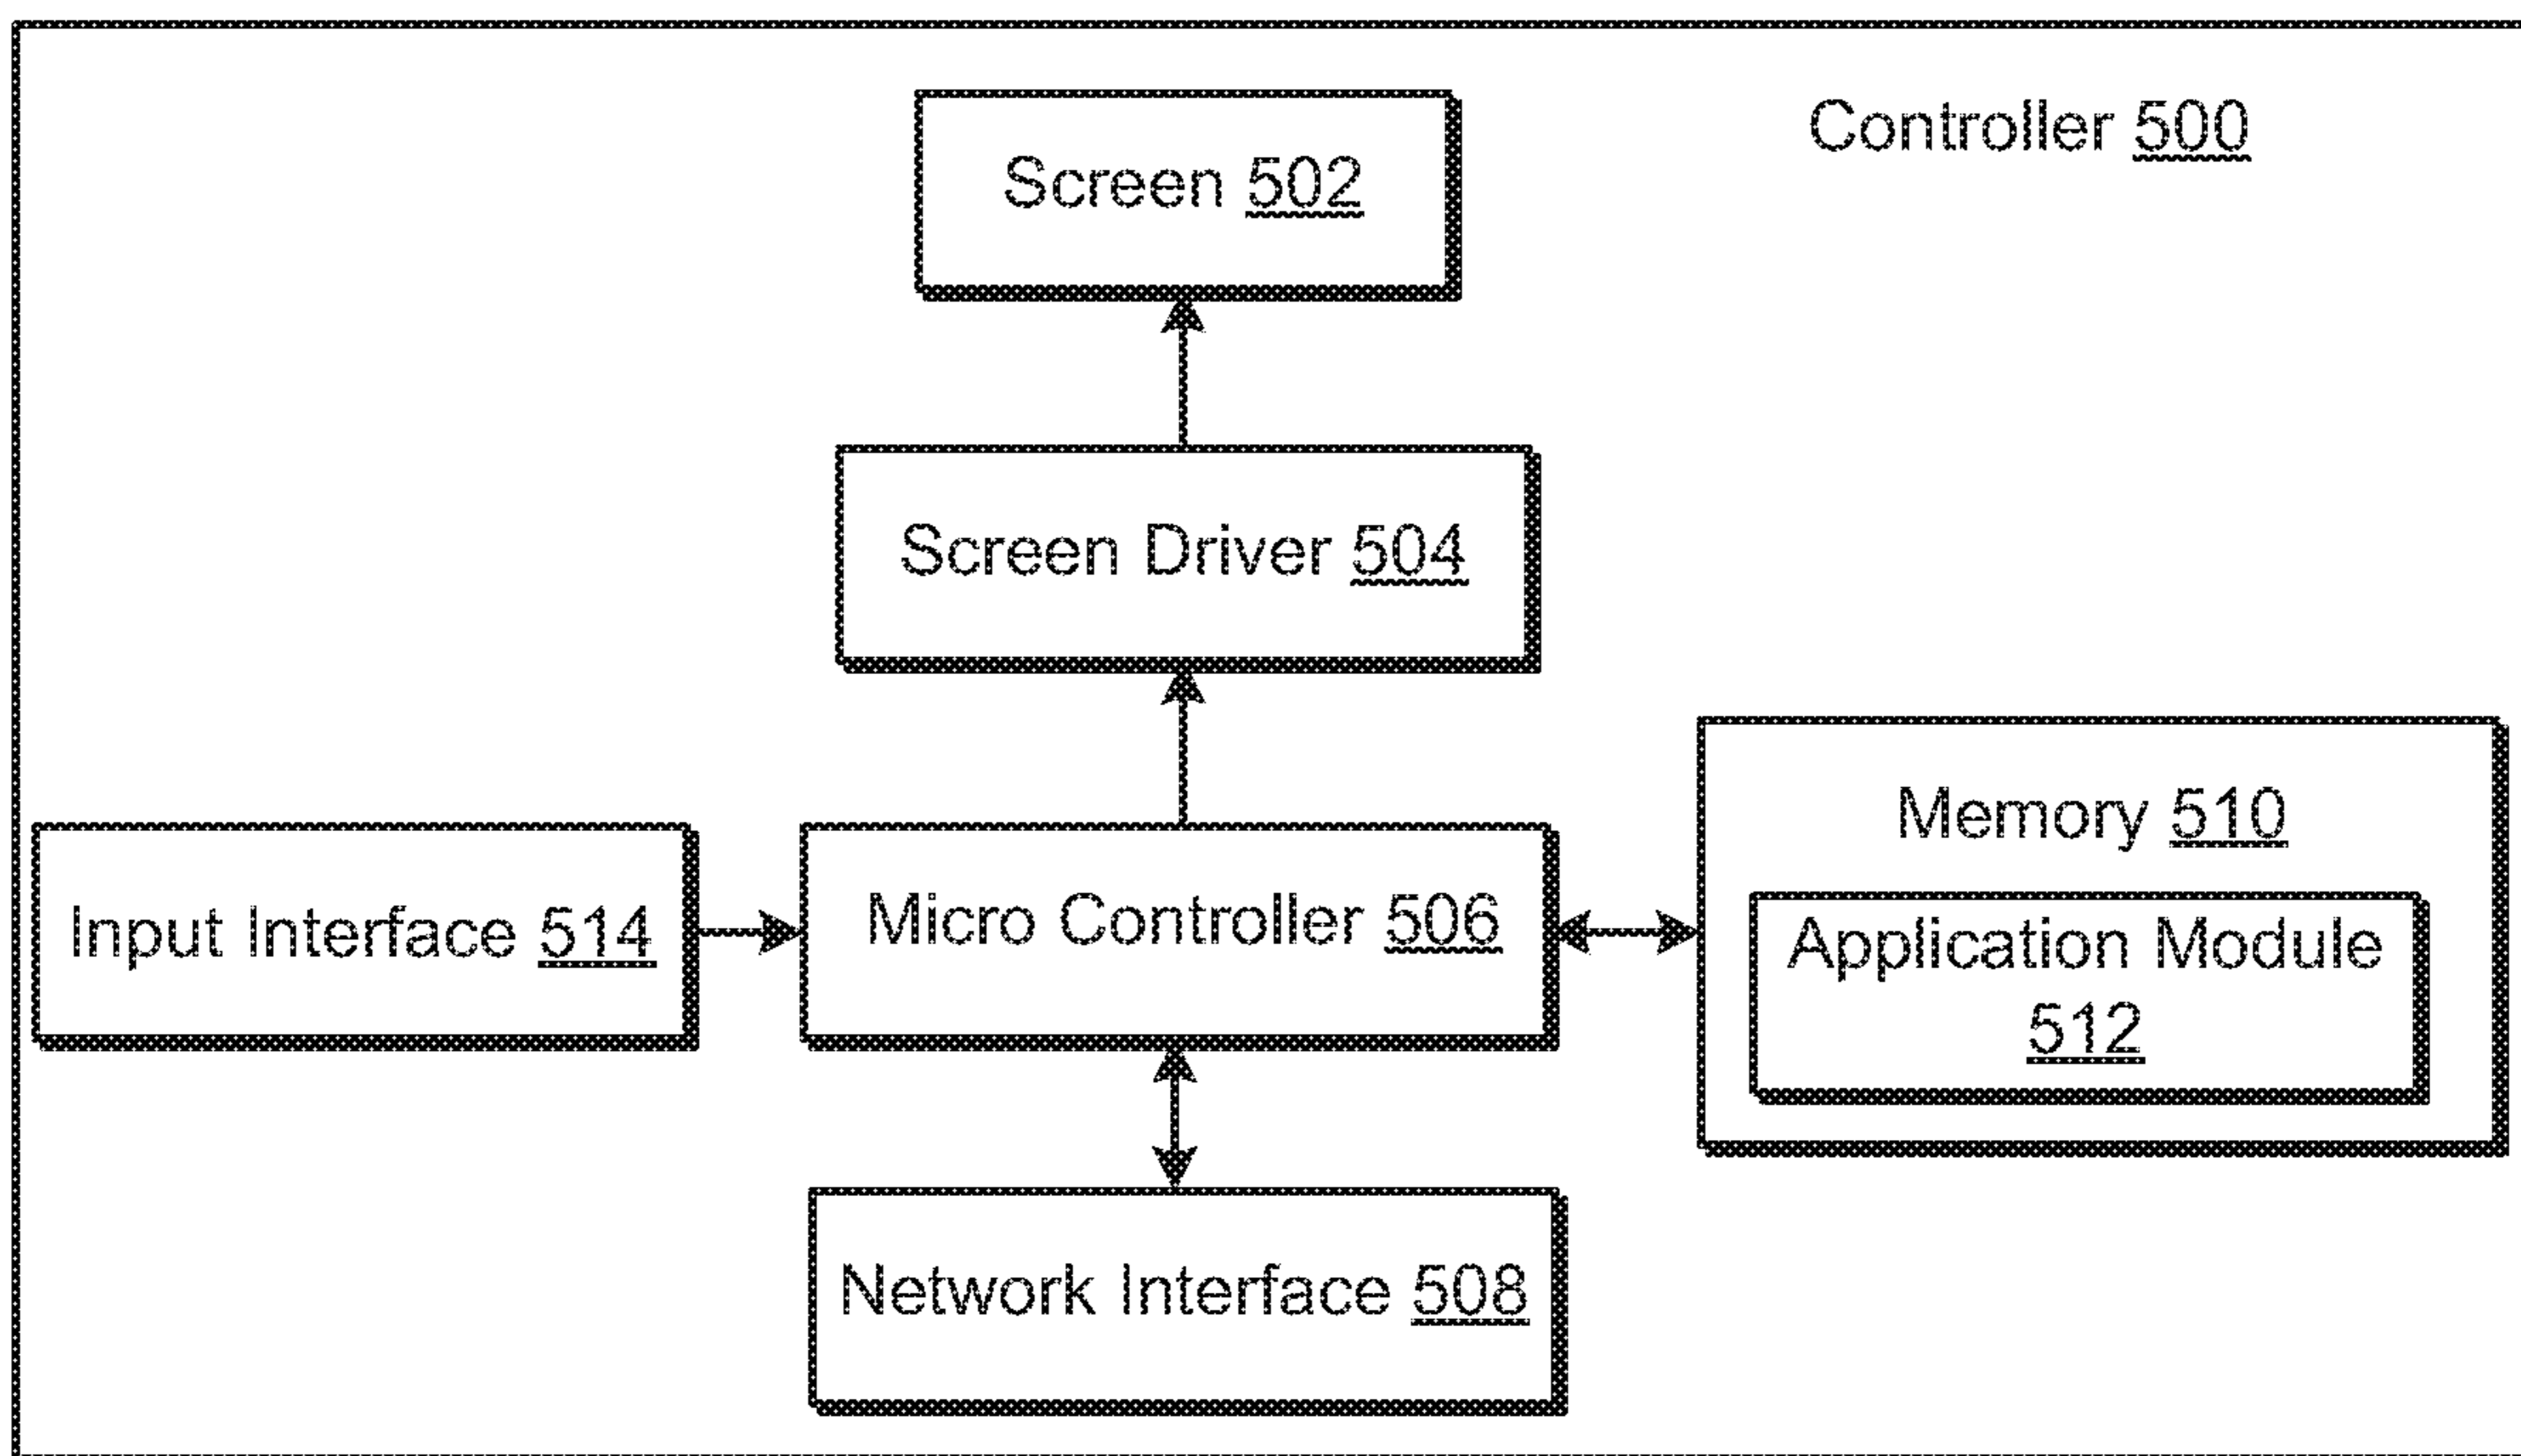 Controller 500
Screen 502
Screen Driver 504
Memory 510
Input Interface 514
Micro Controller 506
Application Module
512
Network Interface 508